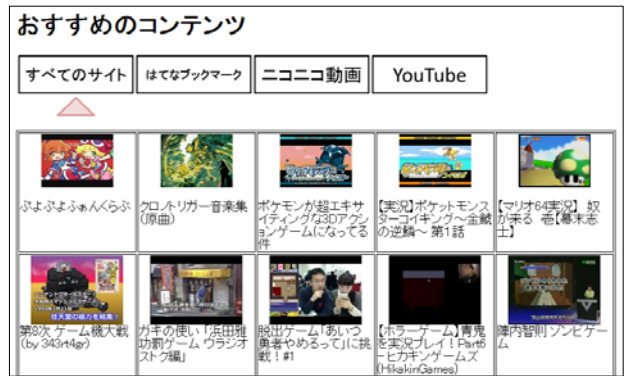 おすすめのコンテンツ
すべてのサイト
はてなブックマーク
ニコニコ動画
YouTube
ぷよぷよふぁんくらぶ
クロノトリガー音楽集
(原曲)
ポケモンが超エキサ
イティングな3Dアクシ
ョンゲームになってる
件
【実況】ポケットモンス
ターコイキング~金鯱
の逆鱗~ 第1話
【マリオ64実況】 奴
が来る 壱【幕末志
士】
第8次 ゲーム機大戦
(by 343rt4gr)
ガキの使い 「浜田雅
功罰ゲーム ウラジオ
ストク編」
脱出ゲーム「あいつ
勇者やめるって」に挑
戦！#1
【ホラーゲーム】青鬼
を実況プレイ！Part6
-ヒカキンゲームズ
(HikakinGames)
陣内智則 ゾンビゲー
ム